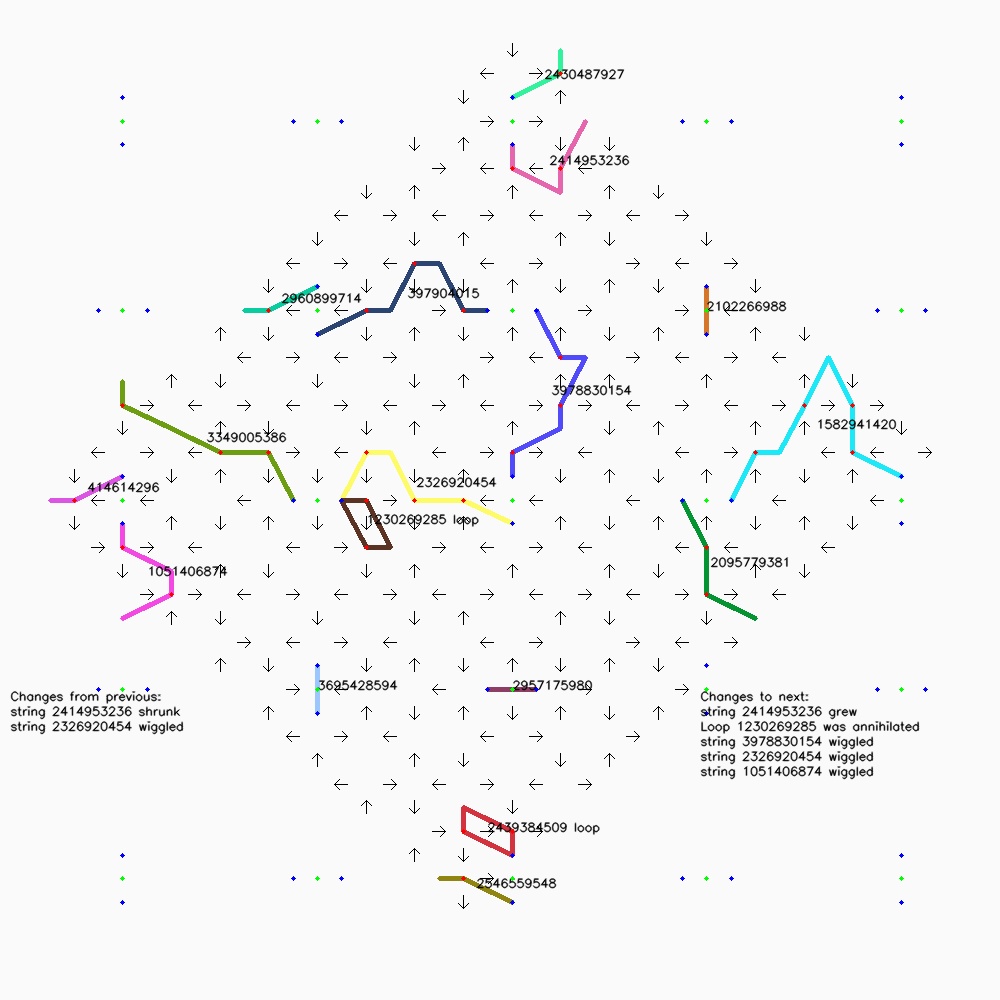 2430487927
2414953236
397904015
2960899714
2102266988
3978830154
1582941420
3349005386
2326920454
414614296
1230269285 loop
2095779381
1051406874
3695428594
2957175980
Changes from previous:
string 2414953236 shrunk
string 2326920454 wiggled
Changes to next:
string 2414953236 grew
Loop 1230269285 was annihilated
string 3978830154 wiggled
string 2326920454 wiggled
string 1051406874 wiggled
2439384509 loop
2546559548